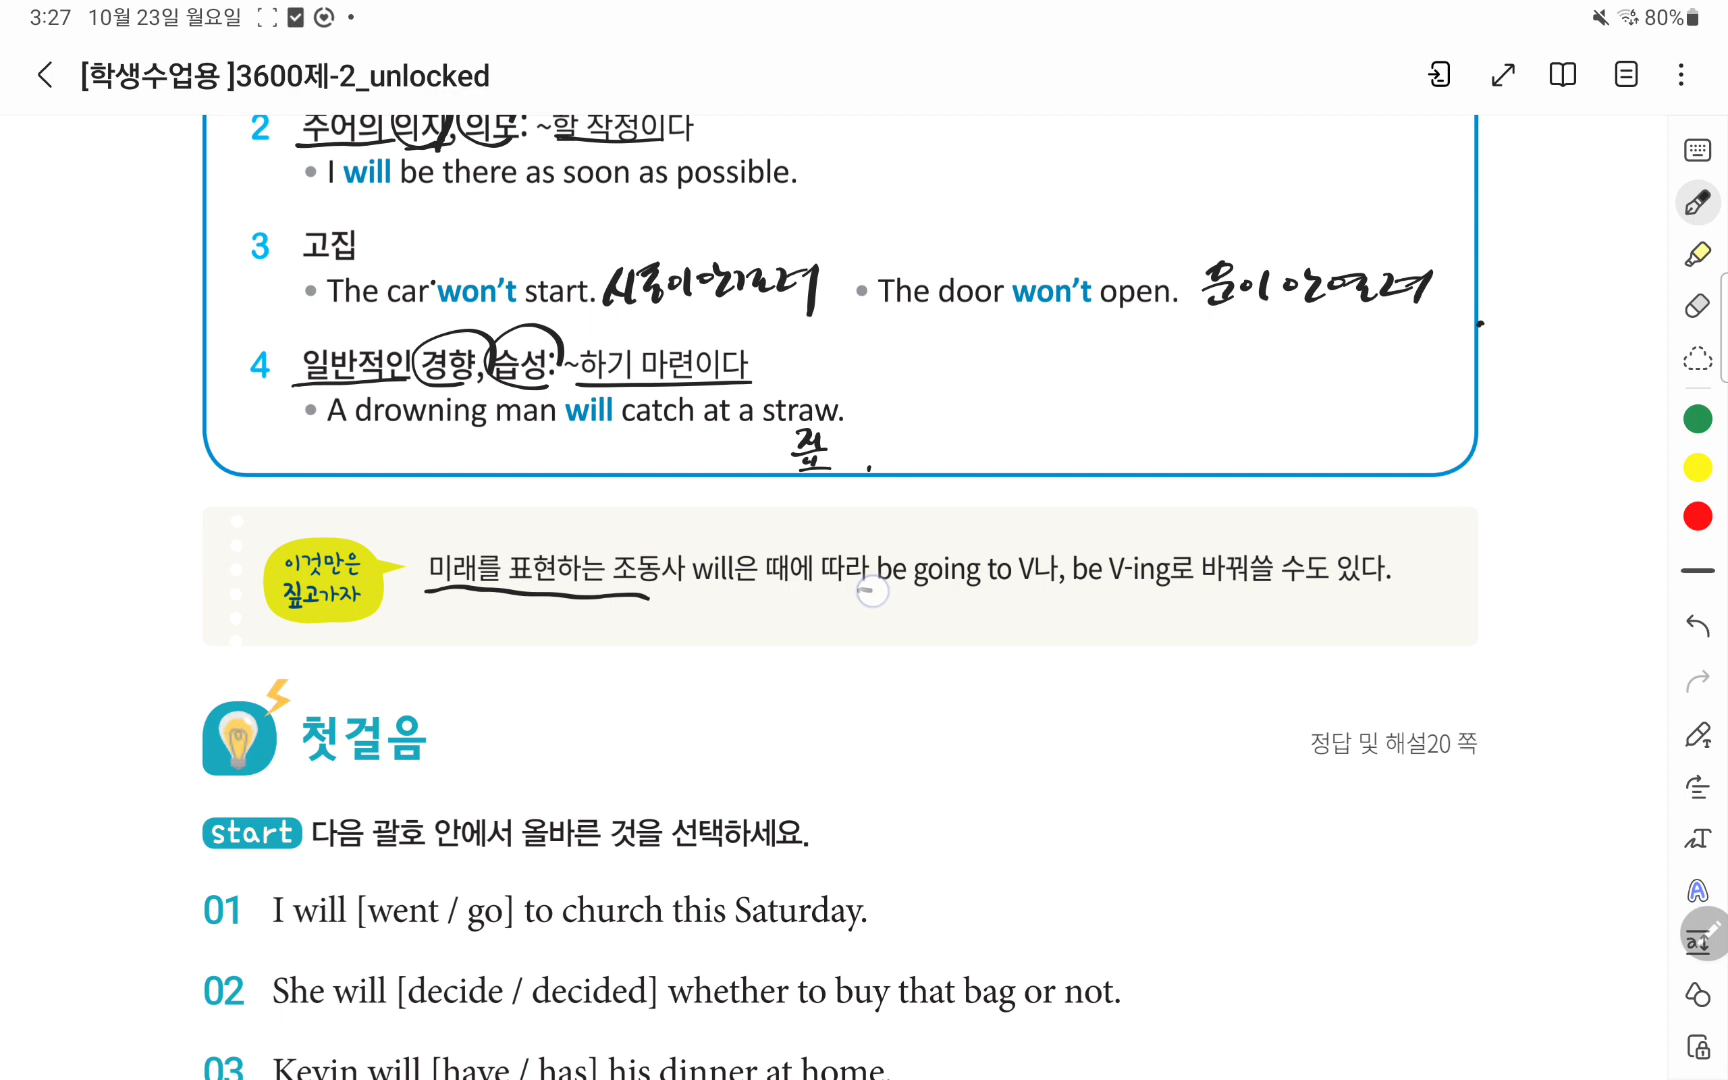 3:27 10월 23일 월요일 80%
[학생수업용 ]3600제-2_unlocked
2 주어의 의지, 의도: ~할 작정이다
• I will be there as soon as possible.
3 고집
• The car won't start. 시동이 안 걸려 • The door won't open. 문이 안 열려
4 일반적인 경향, 습성: ~하기 마련이다
• A drowning man will catch at a straw.
짚
이것만은
짚고가자
미래를 표현하는 조동사 will은 때에 따라 be going to V나, be V-ing로 바꿔쓸 수도 있다.
첫걸음
정답 및 해설20 쪽
start 다음 괄호 안에서 올바른 것을 선택하세요.
01 I will [went / go] to church this Saturday.
02 She will [decide / decided] whether to buy that bag or not.
03 Kevin will [have / has] his dinner at home.